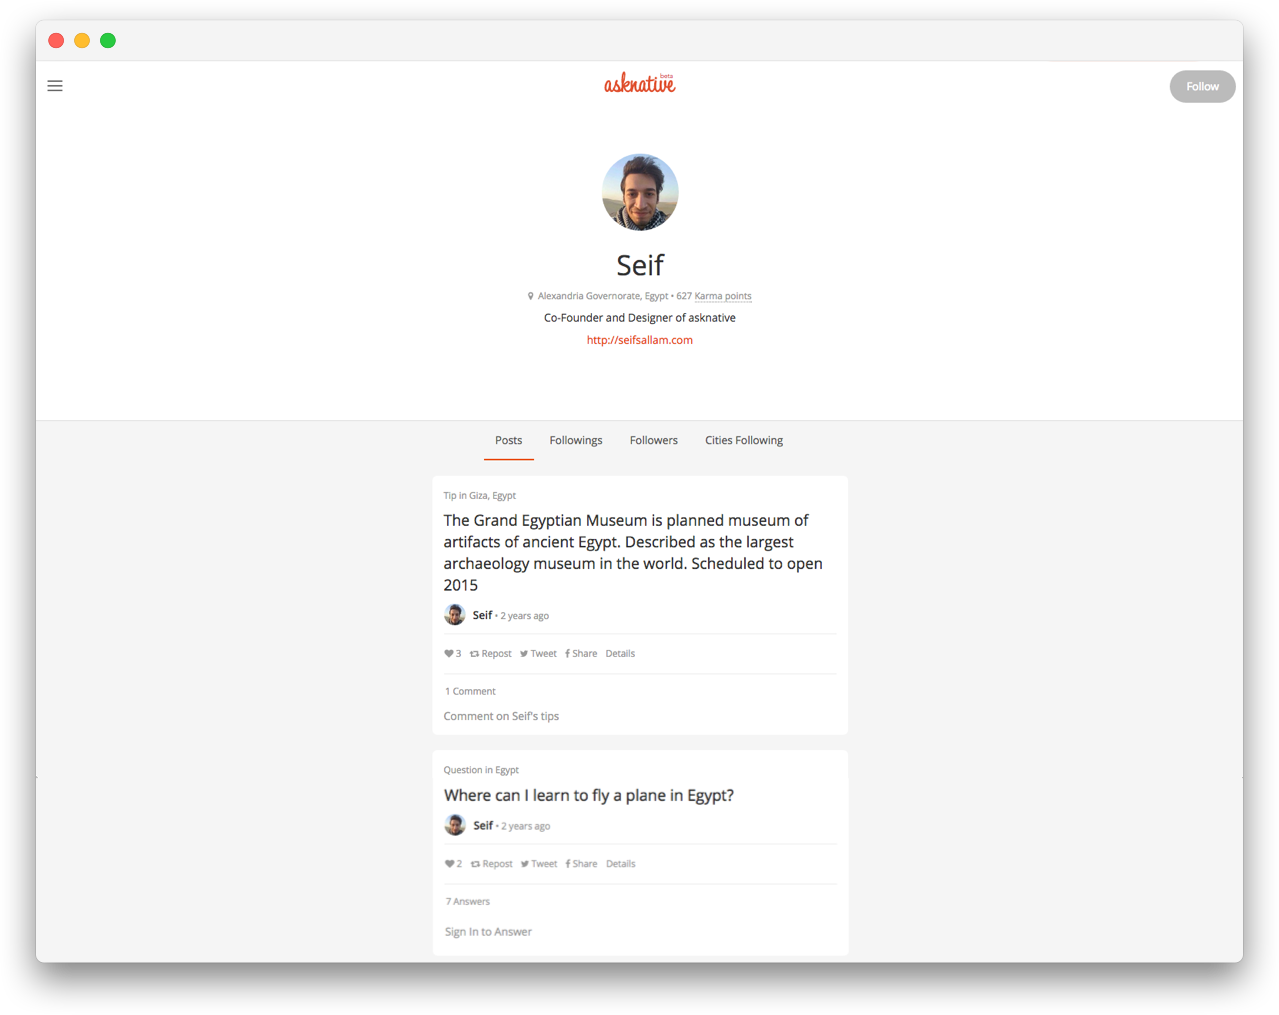 asknative
beta
Follow
Seif
Alexandria Governorate, Egypt • 627 Karma points
Co-Founder and Designer of asknative
http://seifsallam.com
Posts Followings Followers Cities Following
Tip in Giza, Egypt
The Grand Egyptian Museum is planned museum of
artifacts of ancient Egypt. Described as the largest
archaeology museum in the world. Scheduled to open
2015
Seif • 2 years ago
3 Repost Tweet Share Details
1 Comment
Comment on Seif's tips
Question in Egypt
Where can I learn to fly a plane in Egypt?
Seif • 2 years ago
2 Repost Tweet Share Details
7 Answers
Sign In to Answer